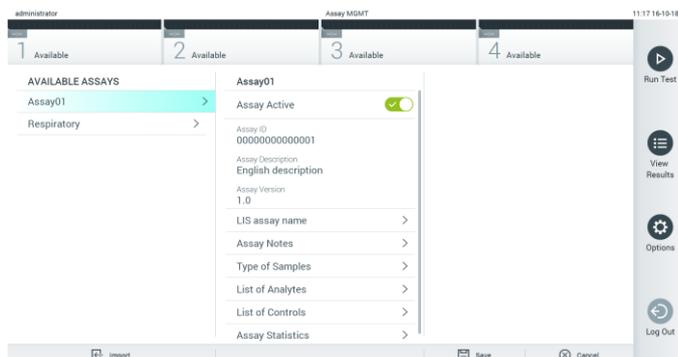 administrator
Assay MGMT
11:17 16-10-18
1 Available
2 Available
3 Available
4 Available
AVAILABLE ASSAYS
Assay01
Respiratory
Assay01
Assay Active
Assay ID
00000000000001
Assay Description
English description
Assay Version
1.0
LIS assay name
Assay Notes
Type of Samples
List of Analytes
List of Controls
Assay Statistics
Run Test
View
Results
Options
Log Out
Import
Save
Cancel